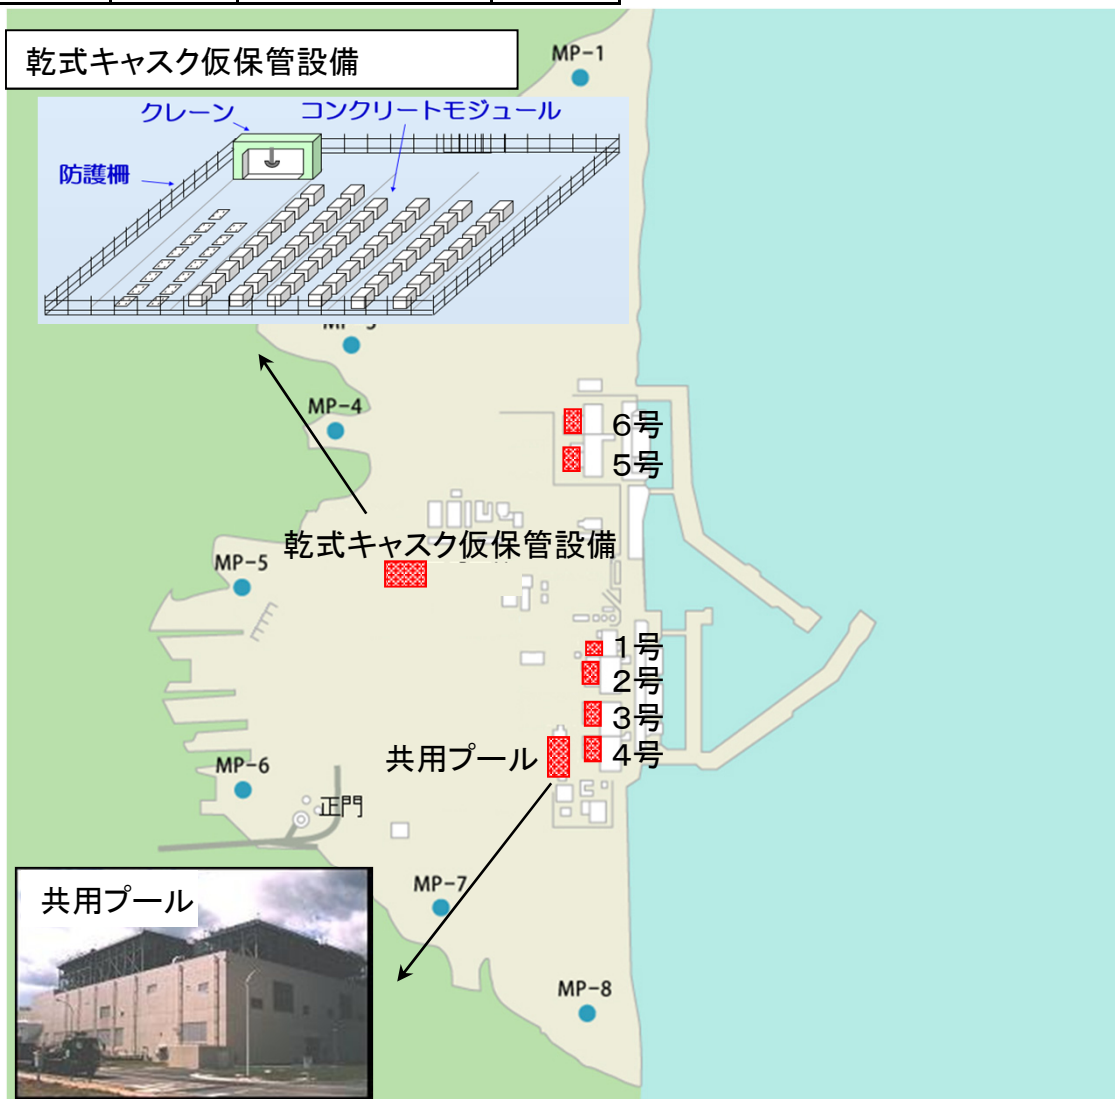 乾式キャスク仮保管設備
MP-1
クレーン
コンクリートモジュール
防護柵
MP-4
6号
5号
乾式キャスク仮保管設備
MP-5
1号
2号
3号
共用プール
4号
MP-6
正門
MP-7
共用プール
MP-8